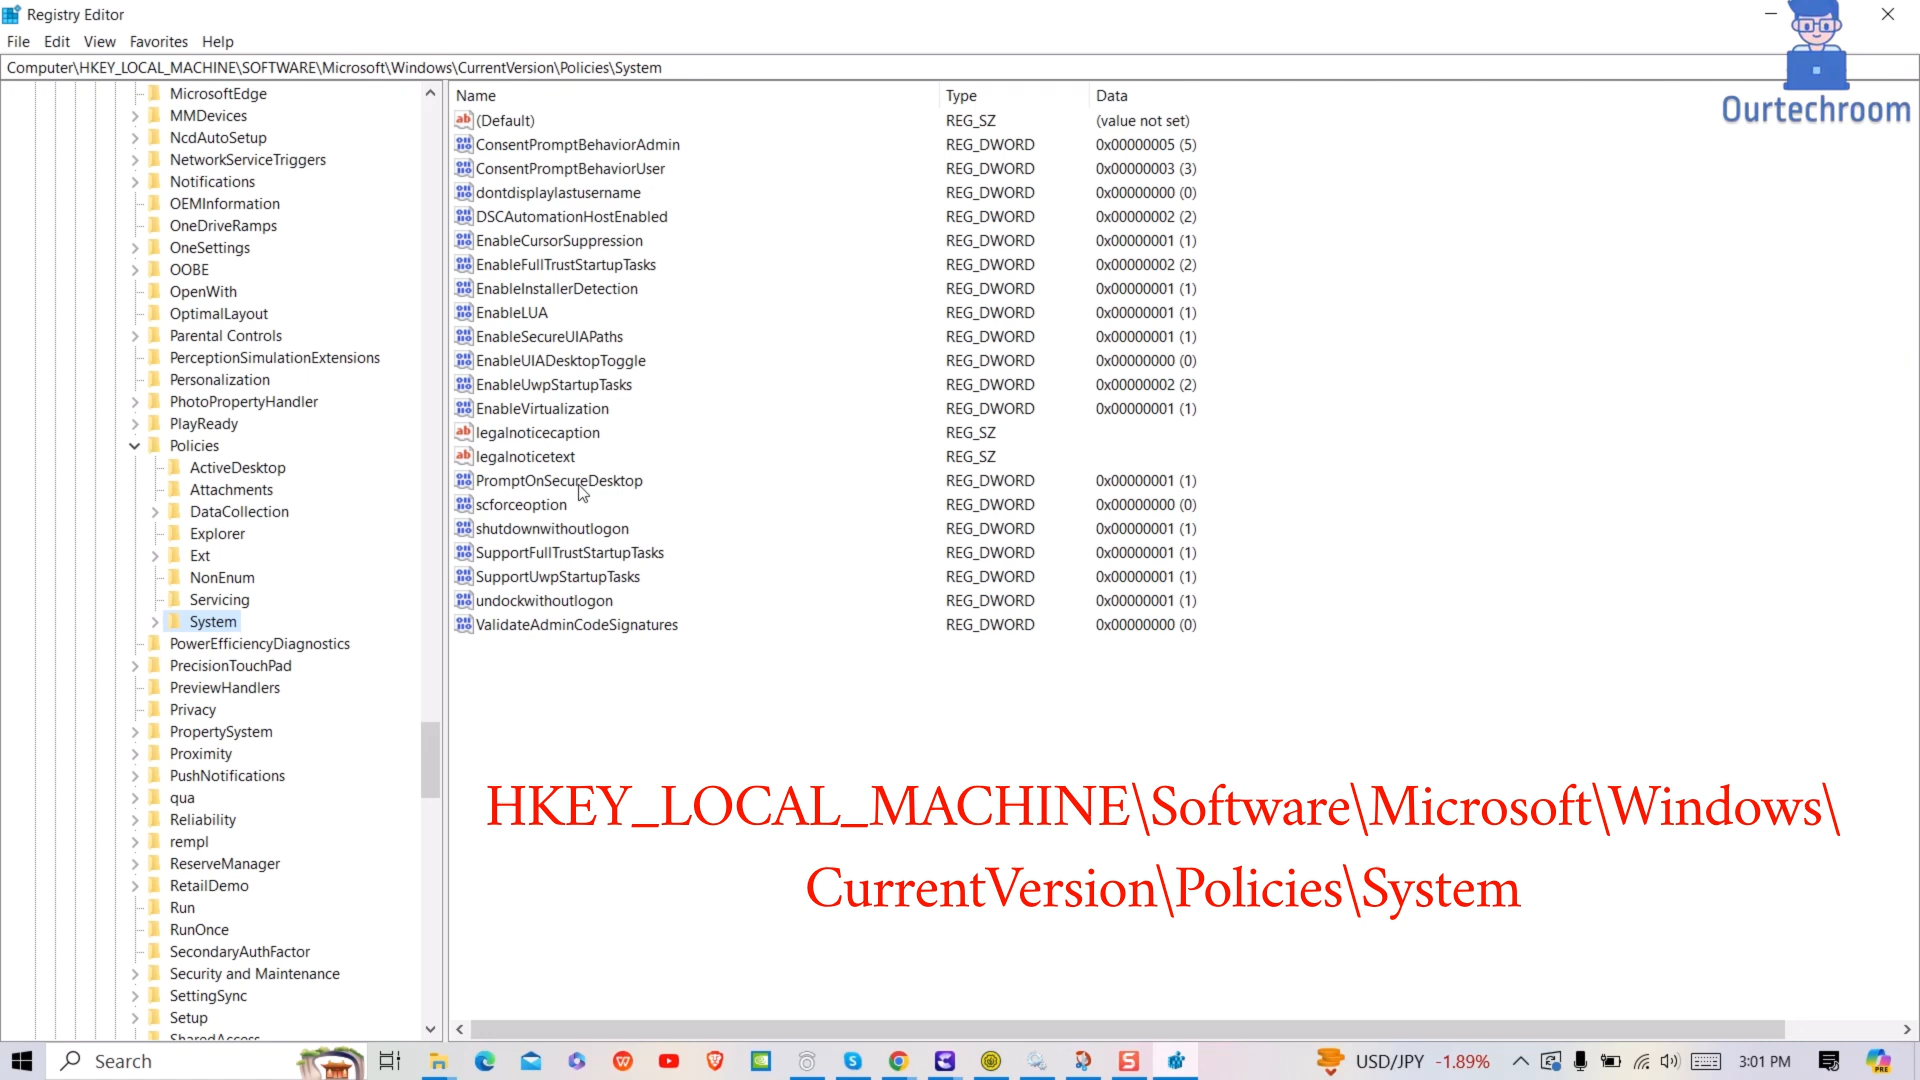 Registry Editor
File Edit View Favorites Help
Computer\HKEY_LOCAL_MACHINE\SOFTWARE\Microsoft\Windows\CurrentVersion\Policies\System
Ourtechroom
MicrosoftEdge
MMDevices
NcdAutoSetup
NetworkServiceTriggers
Notifications
OEMInformation
OneDriveRamps
OneSettings
OOBE
OpenWith
OptimalLayout
Parental Controls
PerceptionSimulationExtensions
Personalization
PhotoPropertyHandler
PlayReady
Policies
ActiveDesktop
Attachments
DataCollection
Explorer
Ext
NonEnum
Servicing
System
PowerEfficiencyDiagnostics
PrecisionTouchPad
PreviewHandlers
Privacy
PropertySystem
Proximity
PushNotifications
qua
Reliability
rempl
ReserveManager
RetailDemo
Run
RunOnce
SecondaryAuthFactor
Security and Maintenance
SettingSync
Setup
SharedAccess
Name Type Data
(Default) REG_SZ (value not set)
ConsentPromptBehaviorAdmin REG_DWORD 0x00000005 (5)
ConsentPromptBehaviorUser REG_DWORD 0x00000003 (3)
dontdisplaylastusername REG_DWORD 0x00000000 (0)
DSCAutomationHostEnabled REG_DWORD 0x00000002 (2)
EnableCursorSuppression REG_DWORD 0x00000001 (1)
EnableFullTrustStartupTasks REG_DWORD 0x00000002 (2)
EnableInstallerDetection REG_DWORD 0x00000001 (1)
EnableLUA REG_DWORD 0x00000001 (1)
EnableSecureUIAPaths REG_DWORD 0x00000001 (1)
EnableUIADesktopToggle REG_DWORD 0x00000000 (0)
EnableUwpStartupTasks REG_DWORD 0x00000002 (2)
EnableVirtualization REG_DWORD 0x00000001 (1)
legalnoticecaption REG_SZ
legalnoticetext REG_SZ
PromptOnSecureDesktop REG_DWORD 0x00000001 (1)
scforceoption REG_DWORD 0x00000000 (0)
shutdownwithoutlogon REG_DWORD 0x00000001 (1)
SupportFullTrustStartupTasks REG_DWORD 0x00000001 (1)
SupportUwpStartupTasks REG_DWORD 0x00000001 (1)
undockwithoutlogon REG_DWORD 0x00000001 (1)
ValidateAdminCodeSignatures REG_DWORD 0x00000000 (0)
HKEY_LOCAL_MACHINE\Software\Microsoft\Windows\
CurrentVersion\Policies\System
Search USD/JPY -1.89% 3:01 PM